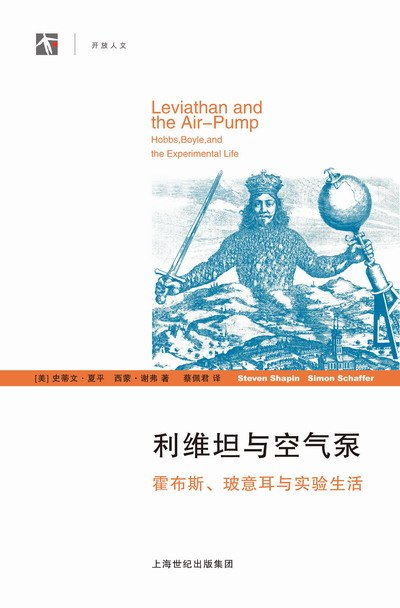 开放人文
Leviathan and
the Air-Pump
Hobbs,Boyle,and
the Experimental Life
[美] 史蒂文·夏平 西蒙·谢弗 著 蔡佩君 译 Steven Shapin Simon Schaffer
利维坦与空气泵
霍布斯、玻意耳与实验生活
上海世纪出版集团